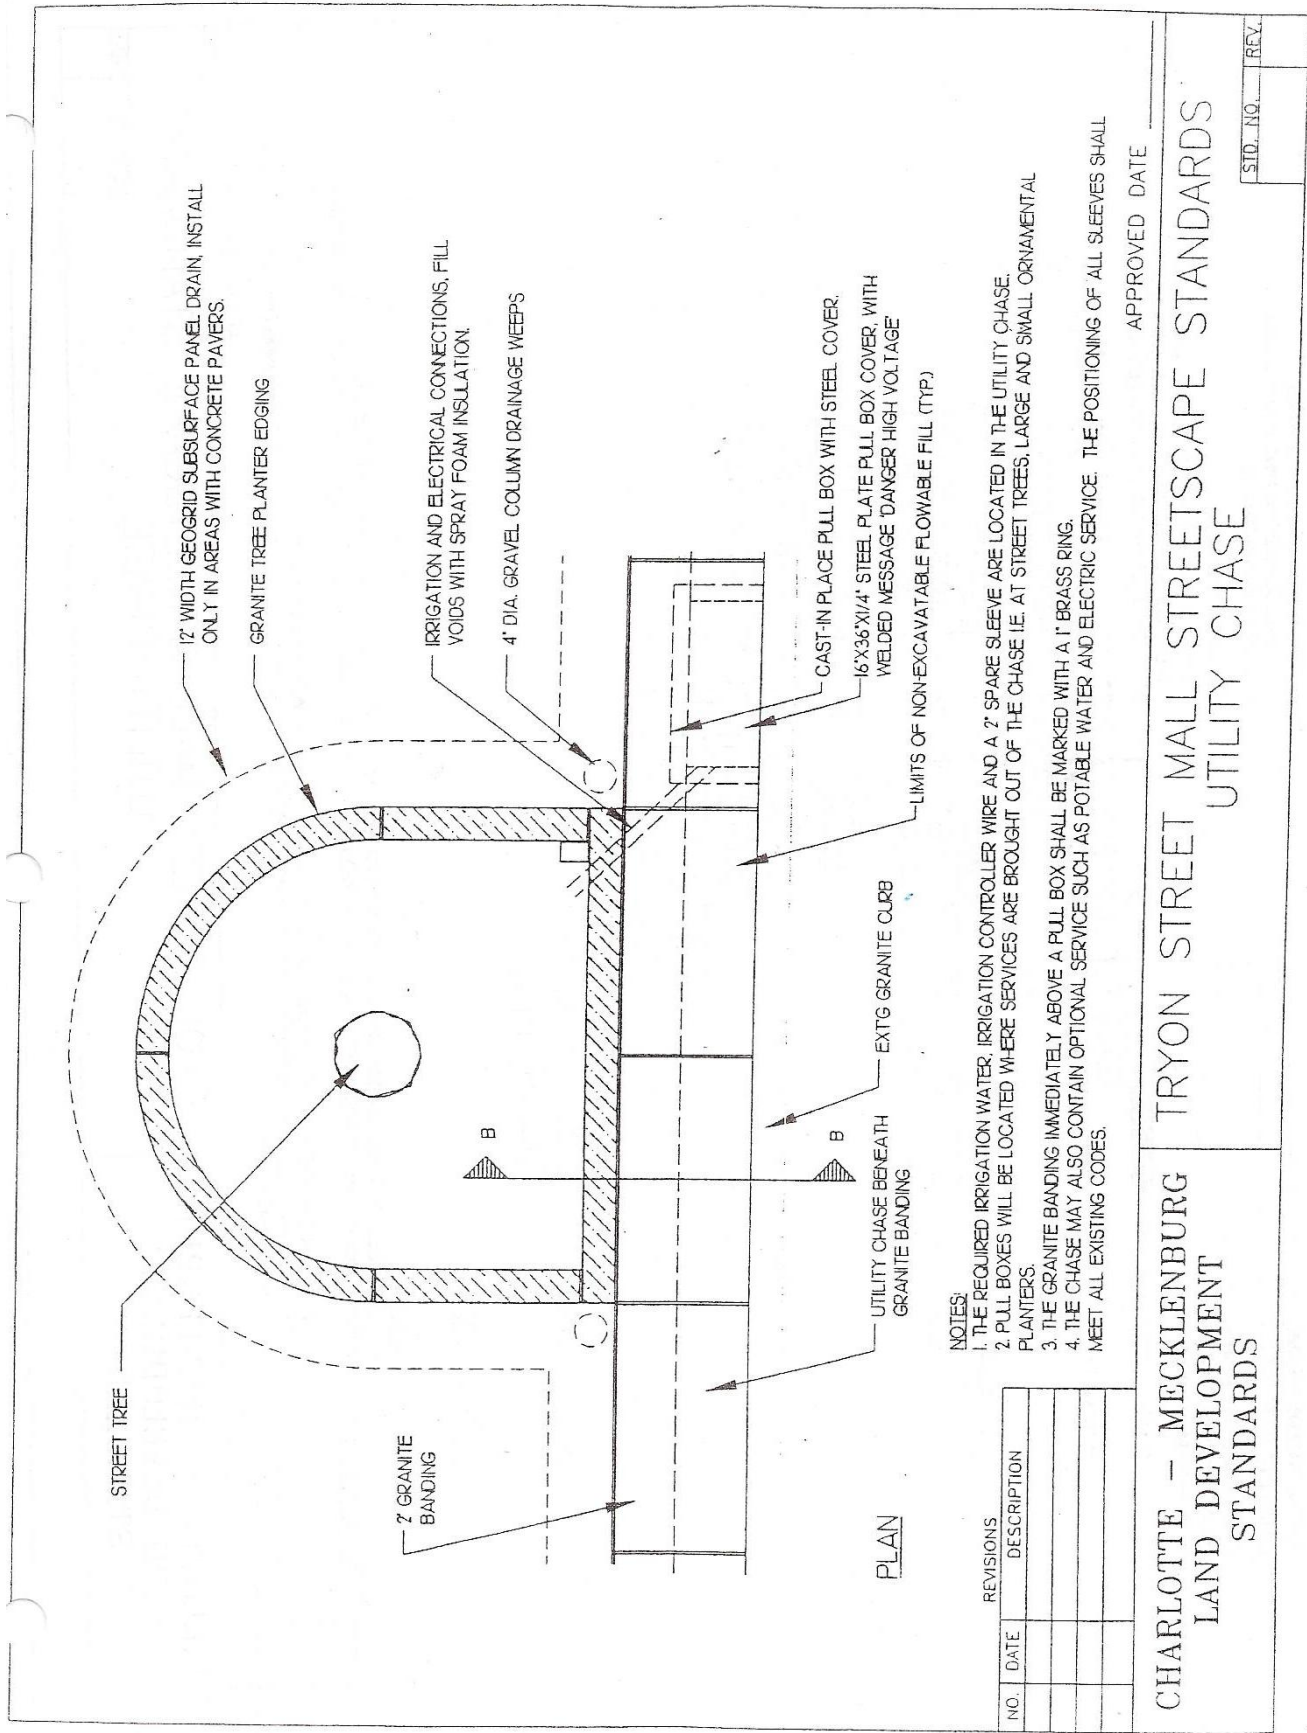 STREET TREE
12" WIDTH GEOGRID SUBSURFACE PANEL DRAIN, INSTALL
ONLY IN AREAS WITH CONCRETE PAVERS.
GRANITE TREE PLANTER EDGING
2' GRANITE
BANDING
IRRIGATION AND ELECTRICAL CONNECTIONS, FILL
VOIDS WITH SPRAY FOAM INSULATION.
4" DIA. GRAVEL COLUMN DRAINAGE WEEPS
B
B
CAST-IN PLACE PULL BOX WITH STEEL COVER.
16"X36"X1/4" STEEL PLATE PULL BOX COVER, WITH
WELDED MESSAGE "DANGER HIGH VOLTAGE"
LIMITS OF NON-EXCAVATABLE FLOWABLE FILL (TYP.)
EXT'G GRANITE CURB
UTILITY CHASE BENEATH
GRANITE BANDING
PLAN
NOTES:
1. THE REQUIRED IRRIGATION WATER, IRRIGATION CONTROLLER WIRE AND A 2" SPARE SLEEVE ARE LOCATED IN THE UTILITY CHASE.
2. PULL BOXES WILL BE LOCATED WHERE SERVICES ARE BROUGHT OUT OF THE CHASE I.E. AT STREET TREES, LARGE AND SMALL ORNAMENTAL
PLANTERS.
3. THE GRANITE BANDING IMMEDIATELY ABOVE A PULL BOX SHALL BE MARKED WITH A 1" BRASS RING.
4. THE CHASE MAY ALSO CONTAIN OPTIONAL SERVICE SUCH AS POTABLE WATER AND ELECTRIC SERVICE. THE POSITIONING OF ALL SLEEVES SHALL
MEET ALL EXISTING CODES.
REVISIONS
NO. DATE DESCRIPTION
APPROVED DATE
CHARLOTTE - MECKLENBURG
LAND DEVELOPMENT
STANDARDS
TRYON STREET MALL STREETSCAPE STANDARDS
UTILITY CHASE
STD. NO. REV.